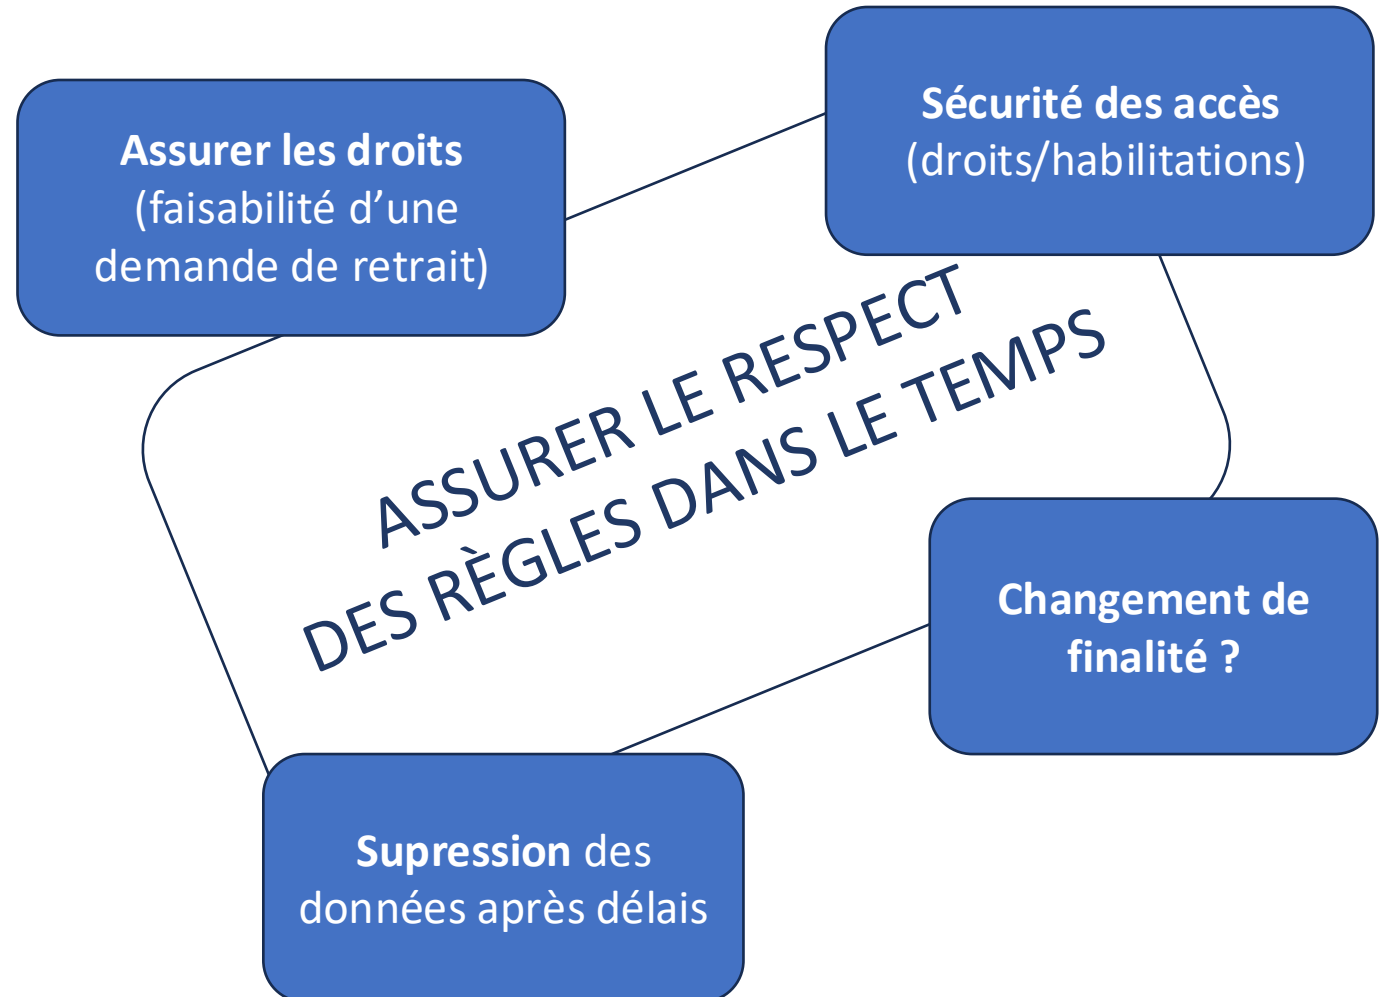 Assurer les droits
(faisabilité d’une
demande de retrait)
Sécurité des accès
(droits/habilitations)
ASSURER LE RESPECT
DES RÈGLES DANS LE TEMPS
Changement de
finalité ?
Supression des
données après délais